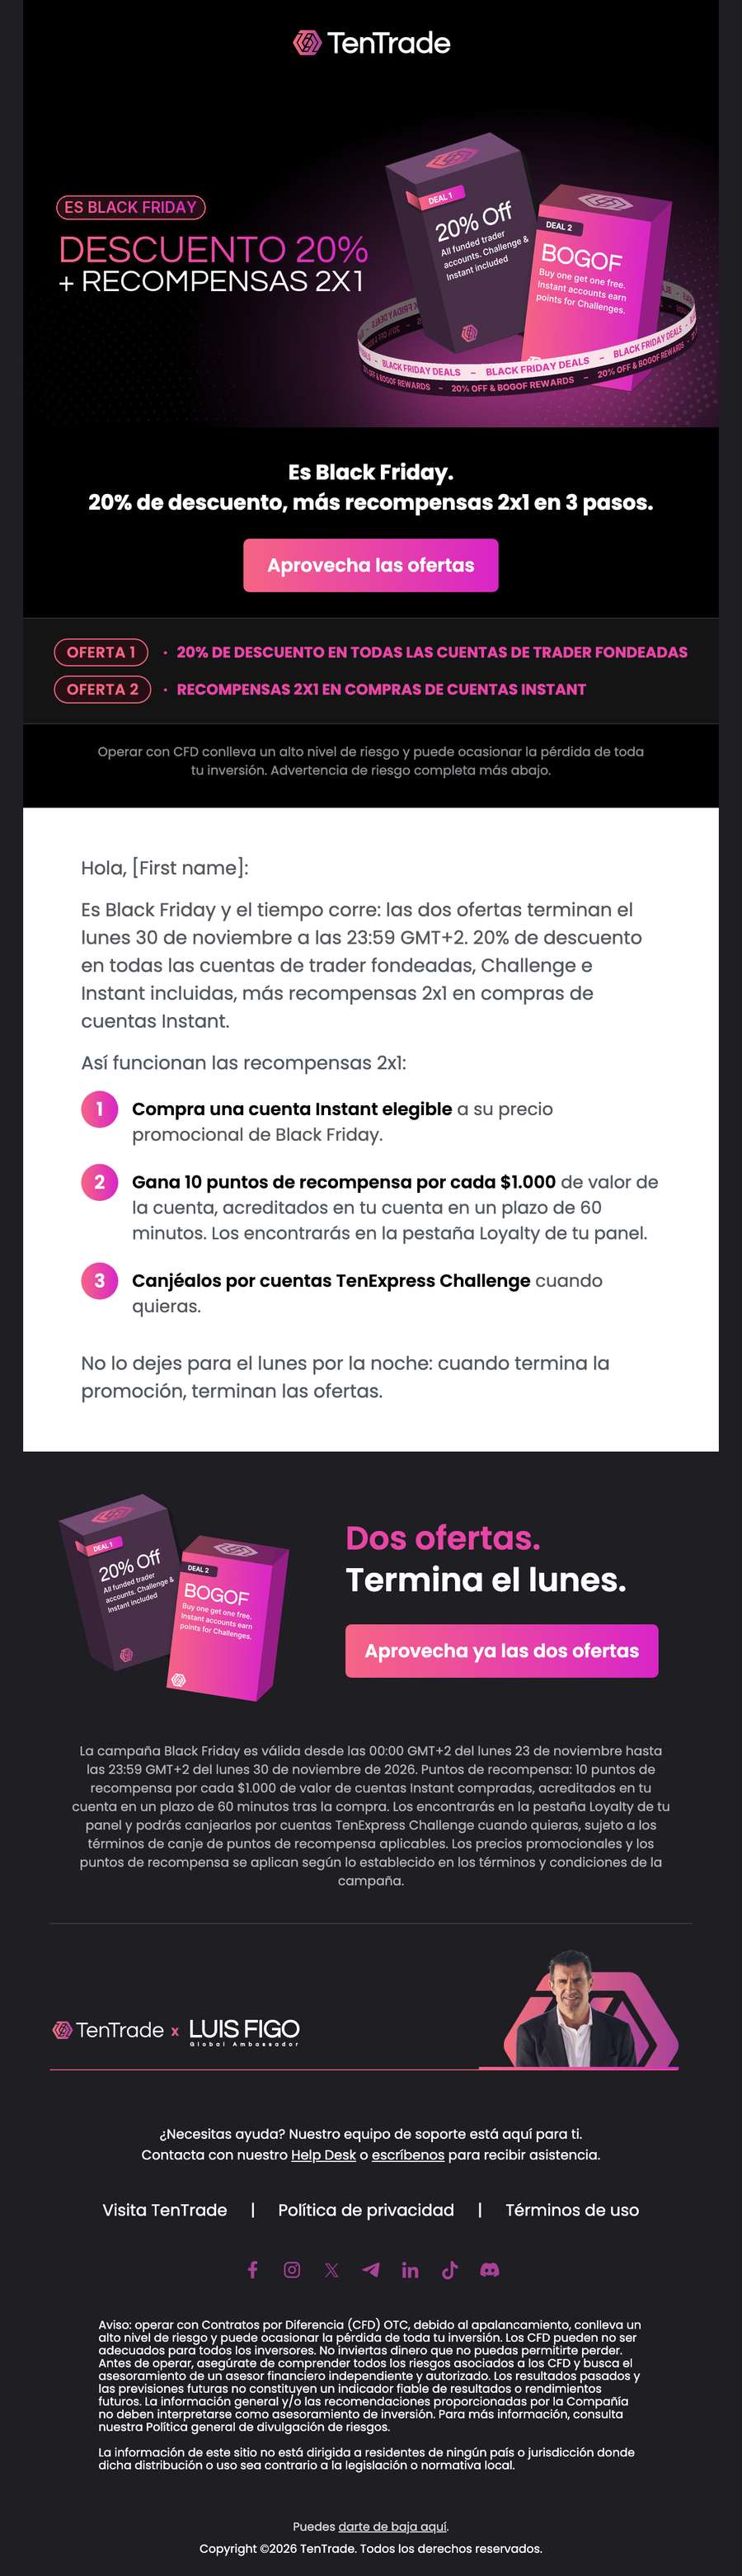 TenTrade
ES BLACK FRIDAY
DESCUENTO 20%
+ RECOMPENSAS 2X1
DEAL 1
20% Off
All funded trader
accounts. Challenge &
Instant included
DEAL 2
BOGOF
Buy one get one free.
Instant accounts earn
points for Challenges.
BLACK FRIDAY DEALS – BLACK FRIDAY DEALS – BLACK FRIDAY DEALS
20% OFF & BOGOF REWARDS – 20% OFF & BOGOF REWARDS – 20% OFF & BOGOF
Es Black Friday.
20% de descuento, más recompensas 2x1 en 3 pasos.
Aprovecha las ofertas
OFERTA 1 · 20% DE DESCUENTO EN TODAS LAS CUENTAS DE TRADER FONDEADAS
OFERTA 2 · RECOMPENSAS 2X1 EN COMPRAS DE CUENTAS INSTANT
Operar con CFD conlleva un alto nivel de riesgo y puede ocasionar la pérdida de toda
tu inversión. Advertencia de riesgo completa más abajo.
Hola, [First name]:
Es Black Friday y el tiempo corre: las dos ofertas terminan el
lunes 30 de noviembre a las 23:59 GMT+2. 20% de descuento
en todas las cuentas de trader fondeadas, Challenge e
Instant incluidas, más recompensas 2x1 en compras de
cuentas Instant.
Así funcionan las recompensas 2x1:
1 Compra una cuenta Instant elegible a su precio
promocional de Black Friday.
2 Gana 10 puntos de recompensa por cada $1.000 de valor de
la cuenta, acreditados en tu cuenta en un plazo de 60
minutos. Los encontrarás en la pestaña Loyalty de tu panel.
3 Canjéalos por cuentas TenExpress Challenge cuando
quieras.
No lo dejes para el lunes por la noche: cuando termina la
promoción, terminan las ofertas.
DEAL 1
20% Off
All funded trader
accounts. Challenge &
Instant included
DEAL 2
BOGOF
Buy one get one free.
Instant accounts earn
points for Challenges.
Dos ofertas.
Termina el lunes.
Aprovecha ya las dos ofertas
La campaña Black Friday es válida desde las 00:00 GMT+2 del lunes 23 de noviembre hasta
las 23:59 GMT+2 del lunes 30 de noviembre de 2026. Puntos de recompensa: 10 puntos de
recompensa por cada $1.000 de valor de cuentas Instant compradas, acreditados en tu
cuenta en un plazo de 60 minutos tras la compra. Los encontrarás en la pestaña Loyalty de tu
panel y podrás canjearlos por cuentas TenExpress Challenge cuando quieras, sujeto a los
términos de canje de puntos de recompensa aplicables. Los precios promocionales y los
puntos de recompensa se aplican según lo establecido en los términos y condiciones de la
campaña.
TenTrade x LUIS FIGO
Global Ambassador
¿Necesitas ayuda? Nuestro equipo de soporte está aquí para ti.
Contacta con nuestro Help Desk o escríbenos para recibir asistencia.
Visita TenTrade | Política de privacidad | Términos de uso
Aviso: operar con Contratos por Diferencia (CFD) OTC, debido al apalancamiento, conlleva un
alto nivel de riesgo y puede ocasionar la pérdida de toda tu inversión. Los CFD pueden no ser
adecuados para todos los inversores. No inviertas dinero que no puedas permitirte perder.
Antes de operar, asegúrate de comprender todos los riesgos asociados a los CFD y busca el
asesoramiento de un asesor financiero independiente y autorizado. Los resultados pasados y
las previsiones futuras no constituyen un indicador fiable de resultados o rendimientos
futuros. La información general y/o las recomendaciones proporcionadas por la Compañía
no deben interpretarse como asesoramiento de inversión. Para más información, consulta
nuestra Política general de divulgación de riesgos.
La información de este sitio no está dirigida a residentes de ningún país o jurisdicción donde
dicha distribución o uso sea contrario a la legislación o normativa local.
Puedes darte de baja aquí.
Copyright ©2026 TenTrade. Todos los derechos reservados.